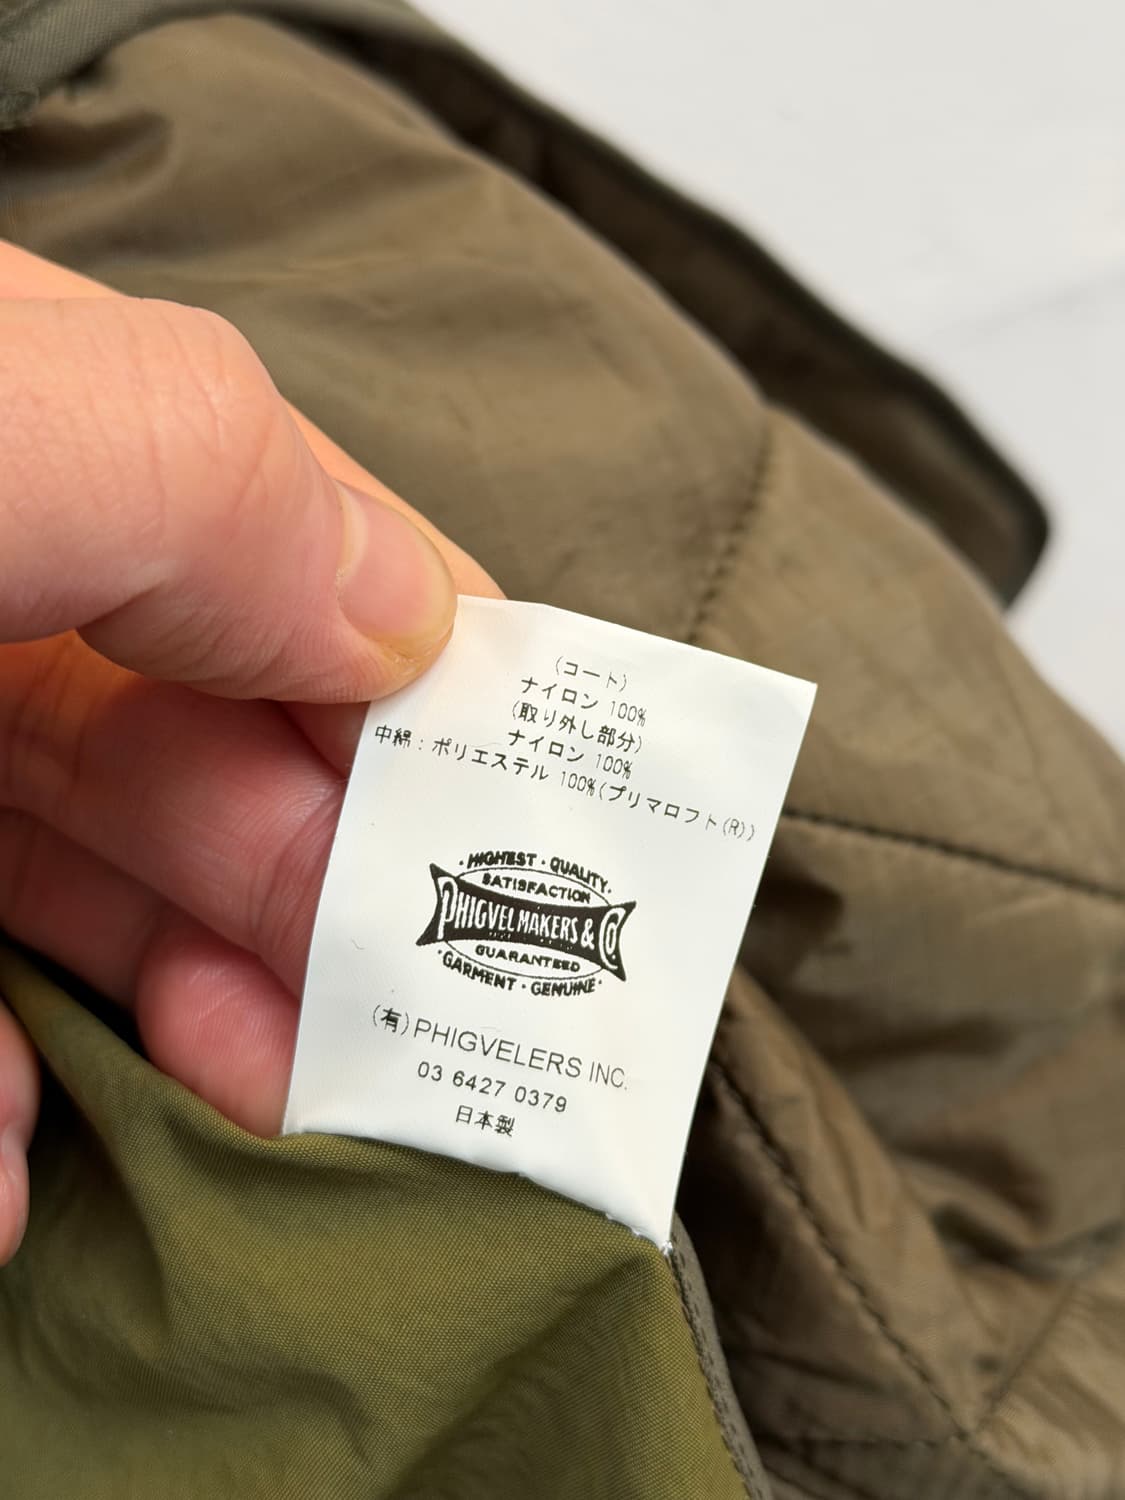 (コート)
ナイロン 100%
(取り外し部分)
ナイロン 100%
中綿:ポリエステル 100%(プリマロフト(R))
・HIGHEST・QUALITY・
SATISFACTION
PHIGVEL MAKERS & Co.
GUARANTEED
・GARMENT・GENUINE・
(有)PHIGVELERS INC.
03 6427 0379
日本製